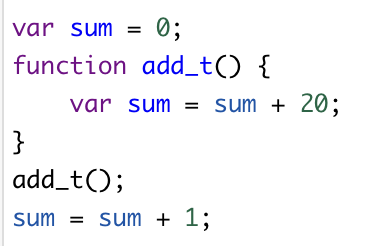 var sum = 0;
function add_t() {
    var sum = sum + 20;
}
add_t();
sum = sum + 1;